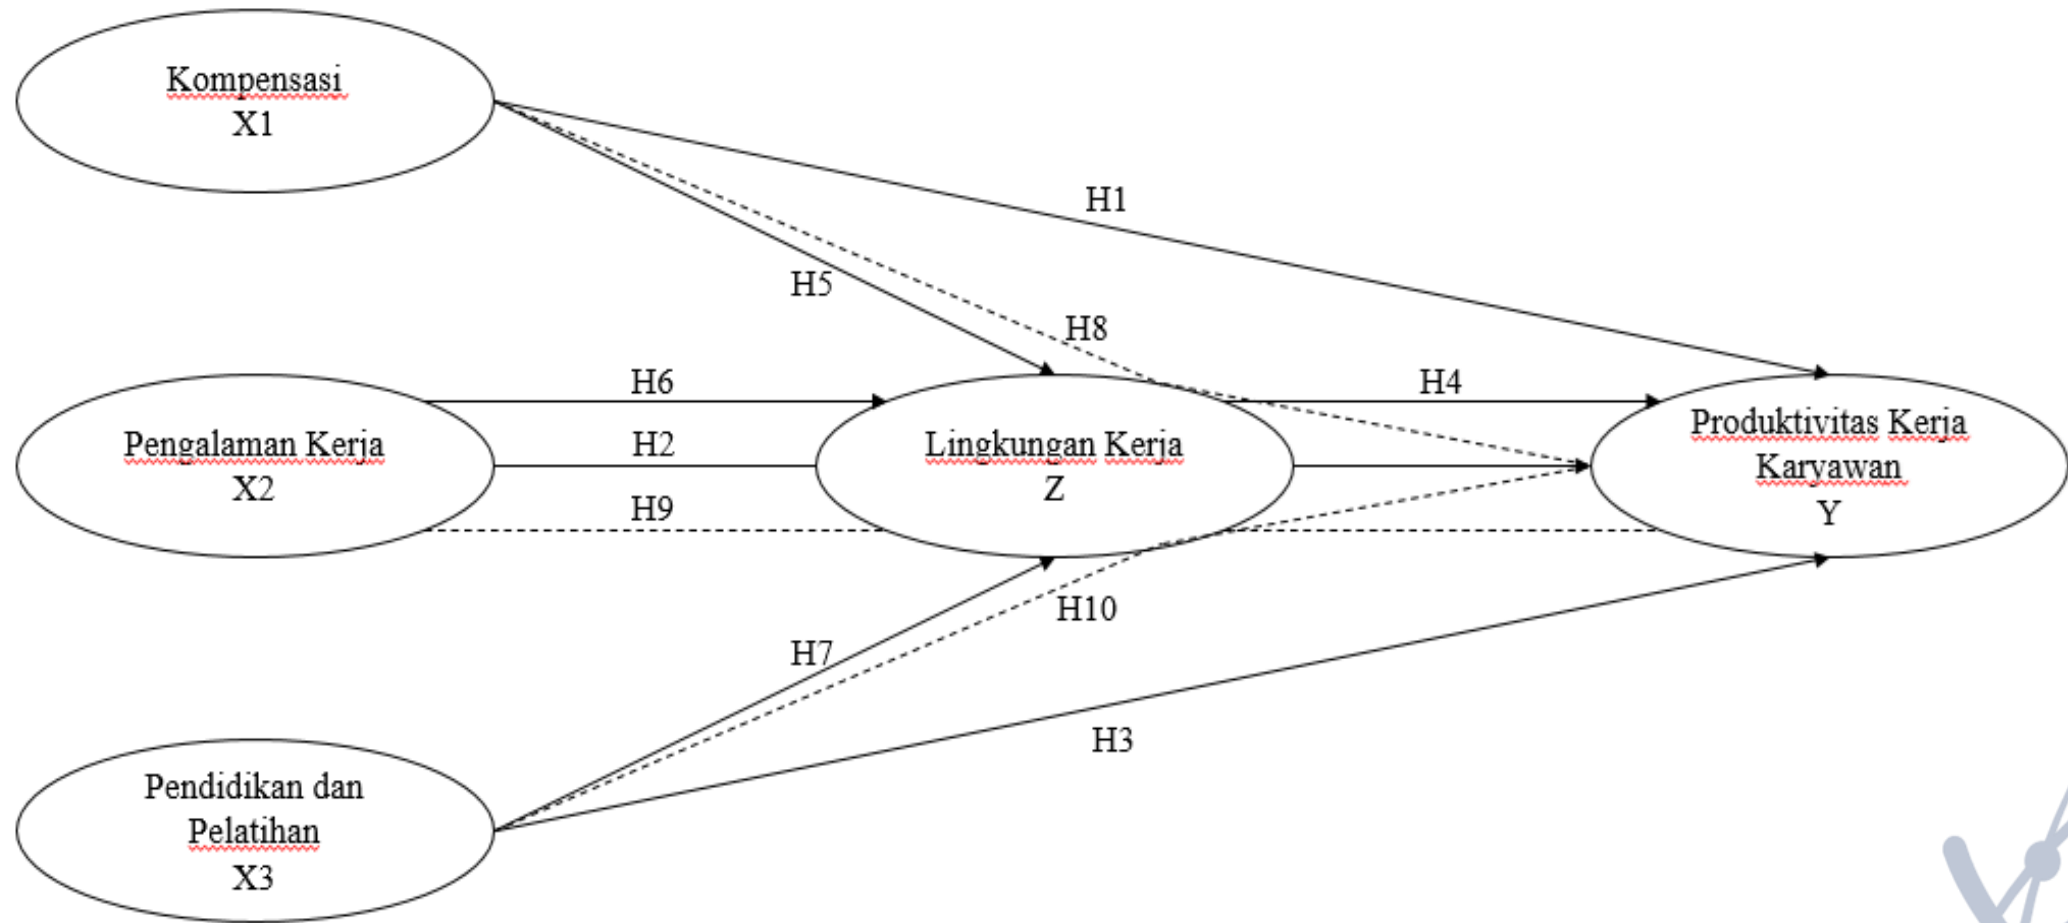 Kompensasi
X1
H1
H5
H8
H6
H4
Pengalaman Kerja
X2
H2
H9
Lingkungan Kerja
Z
Produktivitas Kerja
Karyawan
Y
H10
H7
H3
Pendidikan dan
Pelatihan
X3